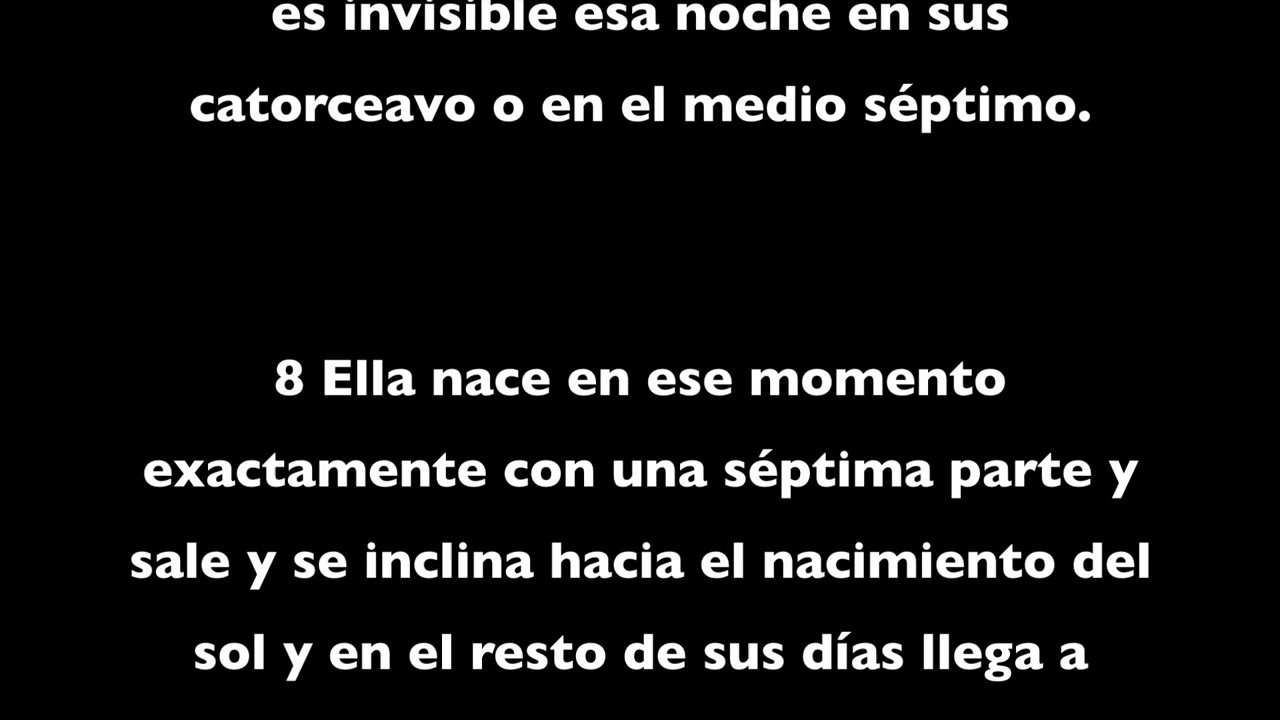 es invisible esa noche en sus
catorceavo o en el medio séptimo.
8 Ella nace en ese momento
exactamente con una séptima parte y
sale y se inclina hacia el nacimiento del
sol y en el resto de sus días llega a